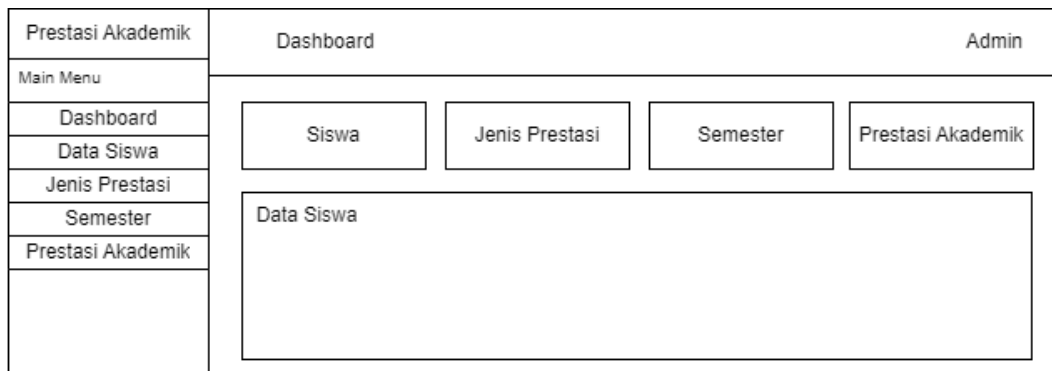 Prestasi Akademik
Main Menu
Dashboard
Data Siswa
Jenis Prestasi
Semester
Prestasi Akademik
Dashboard
Admin
Siswa
Jenis Prestasi
Semester
Prestasi Akademik
Data Siswa